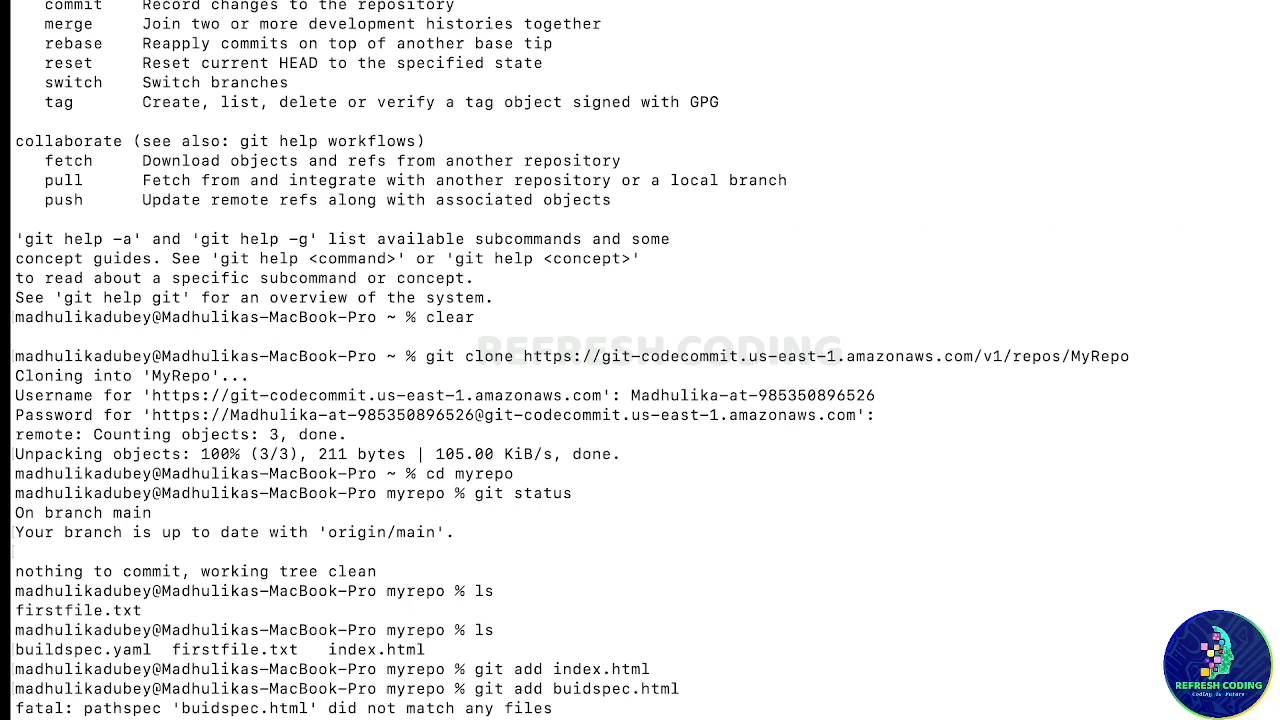 commit     Record changes to the repository
merge      Join two or more development histories together
rebase     Reapply commits on top of another base tip
reset      Reset current HEAD to the specified state
switch     Switch branches
tag        Create, list, delete or verify a tag object signed with GPG
collaborate (see also: git help workflows)
fetch      Download objects and refs from another repository
pull       Fetch from and integrate with another repository or a local branch
push       Update remote refs along with associated objects
'git help -a' and 'git help -g' list available subcommands and some
concept guides. See 'git help <command>' or 'git help <concept>'
to read about a specific subcommand or concept.
See 'git help git' for an overview of the system.
madhulikadubey@Madhulikas-MacBook-Pro ~ % clear
REFRESH CODING
madhulikadubey@Madhulikas-MacBook-Pro ~ % git clone https://git-codecommit.us-east-1.amazonaws.com/v1/repos/MyRepo
Cloning into 'MyRepo'...
Username for 'https://git-codecommit.us-east-1.amazonaws.com': Madhulika-at-985350896526
Password for 'https://Madhulika-at-985350896526@git-codecommit.us-east-1.amazonaws.com':
remote: Counting objects: 3, done.
Unpacking objects: 100% (3/3), 211 bytes | 105.00 KiB/s, done.
madhulikadubey@Madhulikas-MacBook-Pro ~ % cd myrepo
madhulikadubey@Madhulikas-MacBook-Pro myrepo % git status
On branch main
Your branch is up to date with 'origin/main'.
nothing to commit, working tree clean
madhulikadubey@Madhulikas-MacBook-Pro myrepo % ls
firstfile.txt
madhulikadubey@Madhulikas-MacBook-Pro myrepo % ls
buildspec.yaml  firstfile.txt   index.html
madhulikadubey@Madhulikas-MacBook-Pro myrepo % git add index.html
madhulikadubey@Madhulikas-MacBook-Pro myrepo % git add buidspec.html
fatal: pathspec 'buidspec.html' did not match any files
REFRESH CODING
Coding is Future